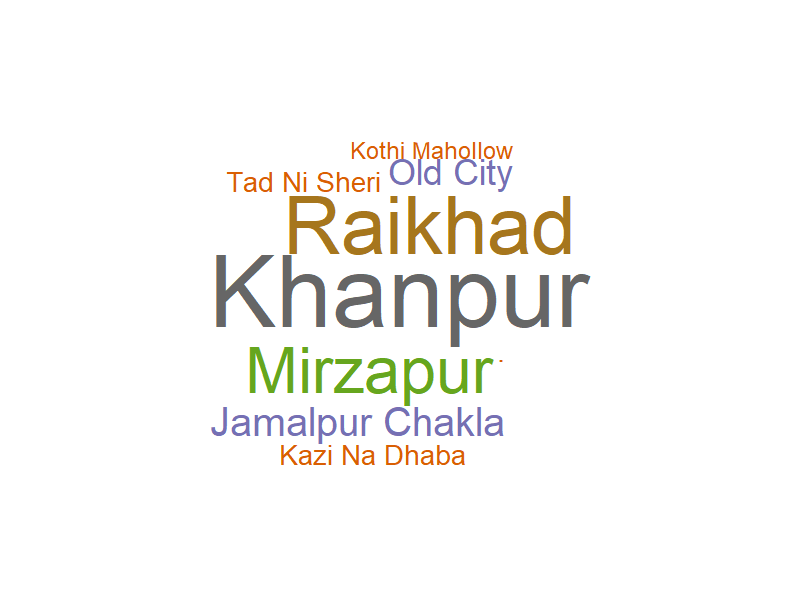 Kothi Mahollow
Old City
Tad Ni Sheri
Raikhad
Khanpur
Mirzapur
Jamalpur Chakla
Kazi Na Dhaba